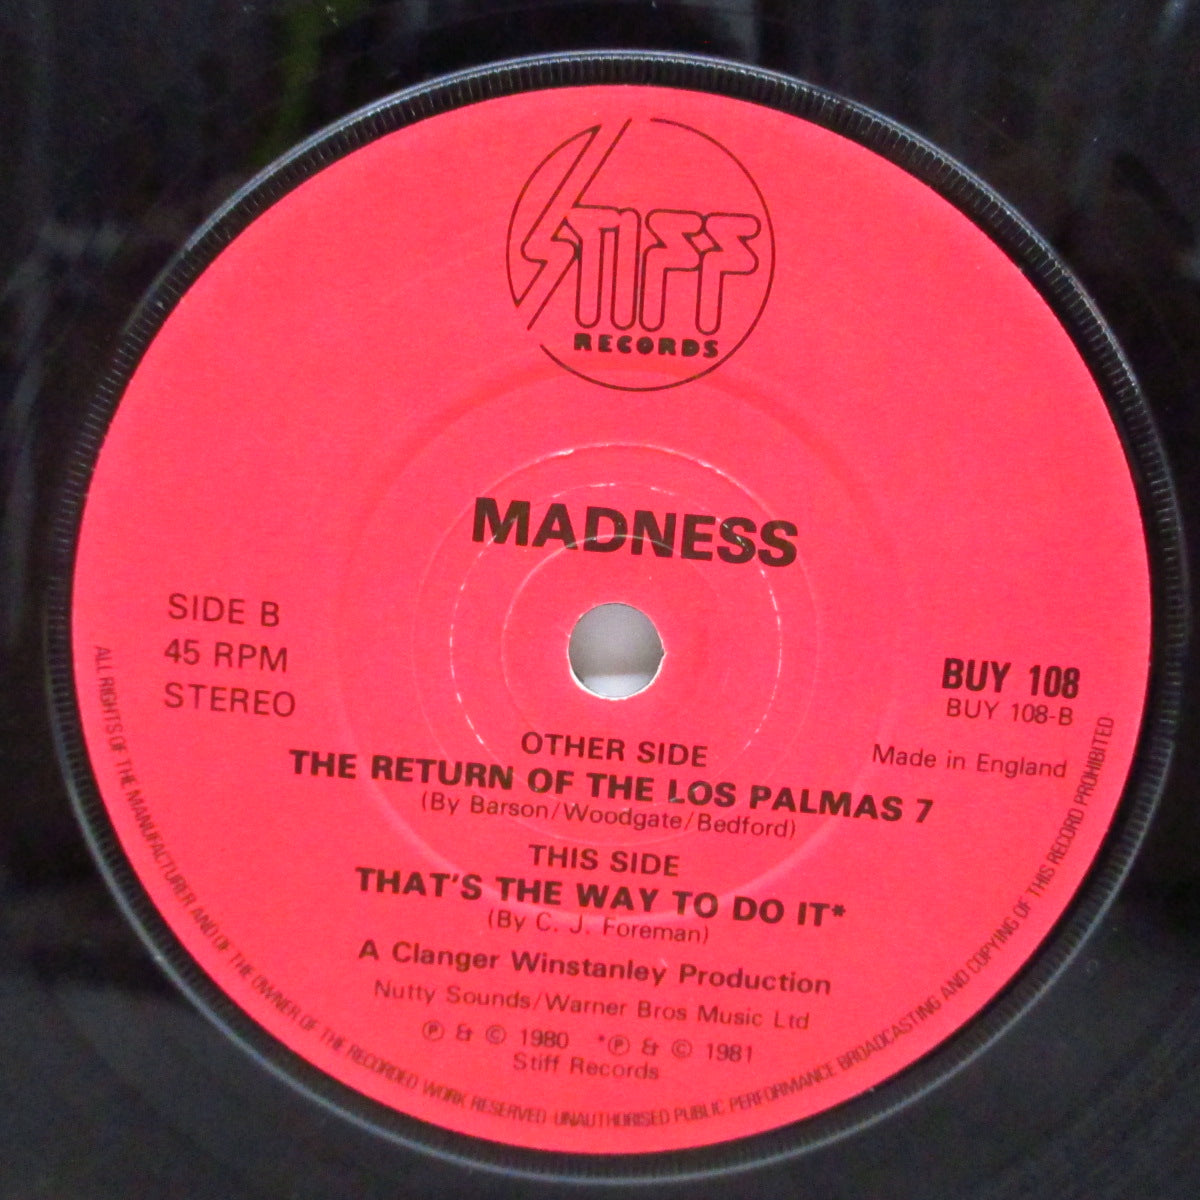 STIFF
RECORDS
MADNESS
SIDE B
45 RPM
STEREO
BUY 108
BUY 108-B
Made in England
OTHER SIDE
THE RETURN OF THE LOS PALMAS 7
(By Barson/Woodgate/Bedford)
THIS SIDE
THAT'S THE WAY TO DO IT*
(By C. J. Foreman)
A Clanger Winstanley Production
Nutty Sounds/Warner Bros Music Ltd
℗ & © 1980 *℗ & © 1981
Stiff Records
ALL RIGHTS OF THE MANUFACTURER AND OF THE OWNER OF THE RECORDED WORK RESERVED·UNAUTHORISED PUBLIC PERFORMANCE BROADCASTING AND COPYING OF THIS RECORD PROHIBITED·